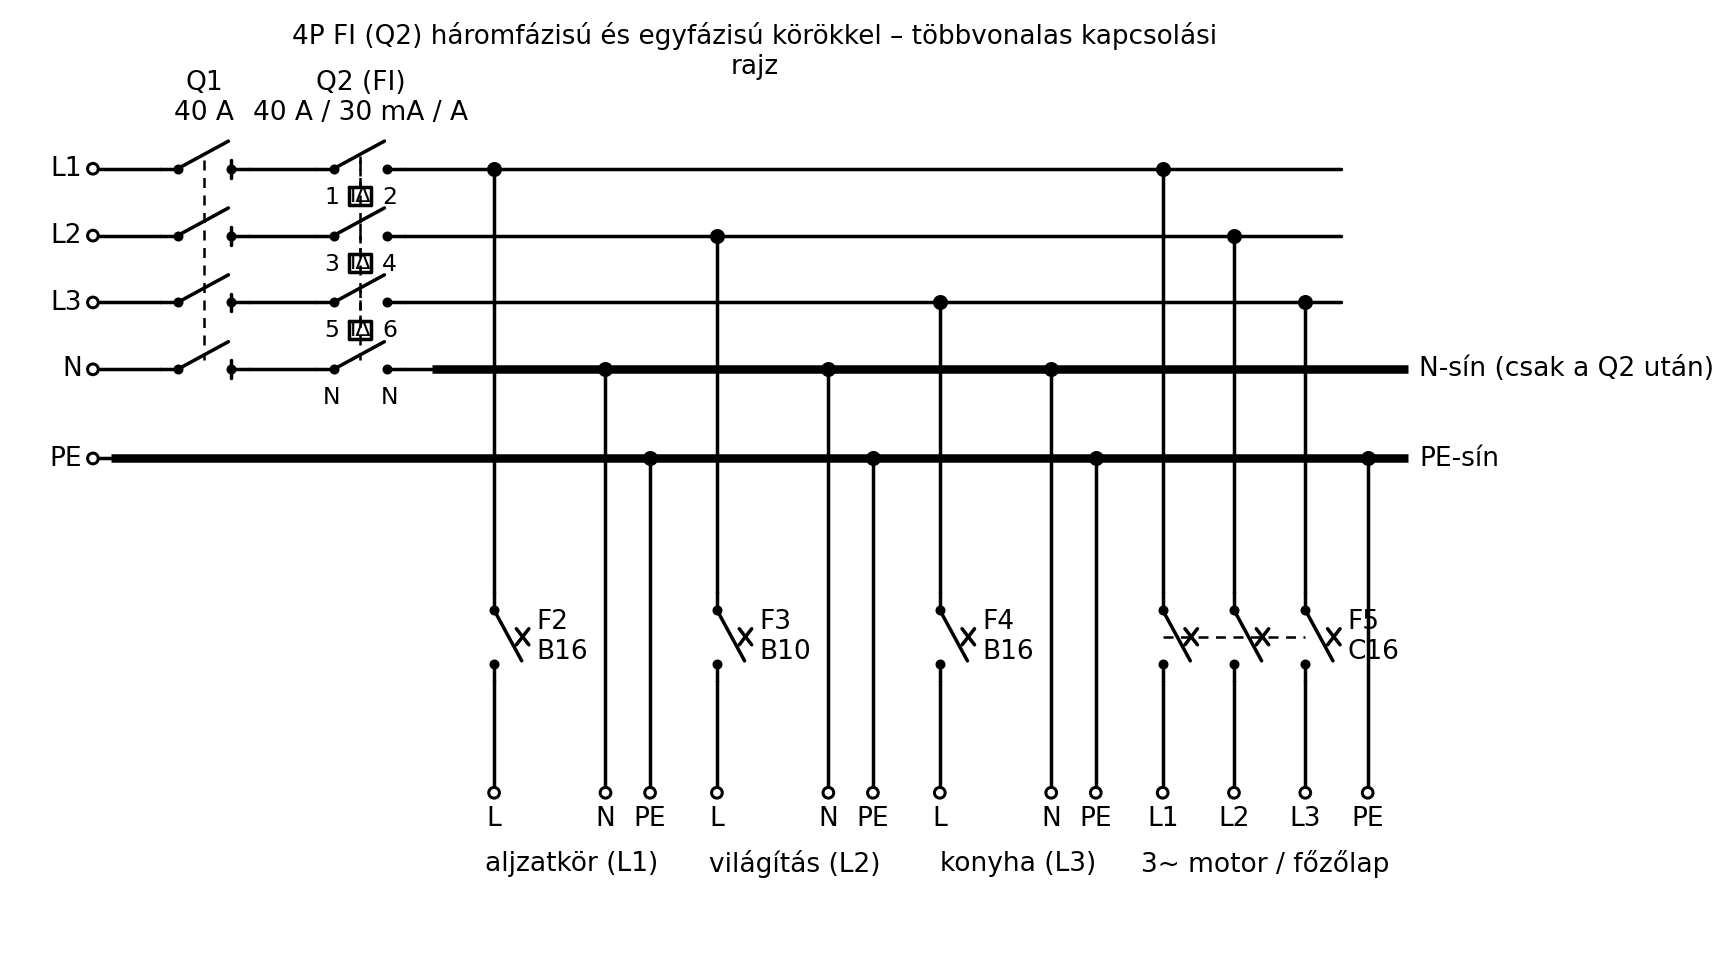 4P FI (Q2) háromfázisú és egyfázisú körökkel – többvonalas kapcsolási
rajz
Q1
40 A
Q2 (FI)
40 A / 30 mA / A
L1
1 IΔ 2
L2
3 IΔ 4
L3
5 IΔ 6
N
N N
N-sín (csak a Q2 után)
PE
PE-sín
F2
B16
F3
B10
F4
B16
F5
C16
L N PE L N PE L N PE L1 L2 L3 PE
aljzatkör (L1) világítás (L2) konyha (L3) 3~ motor / főzőlap